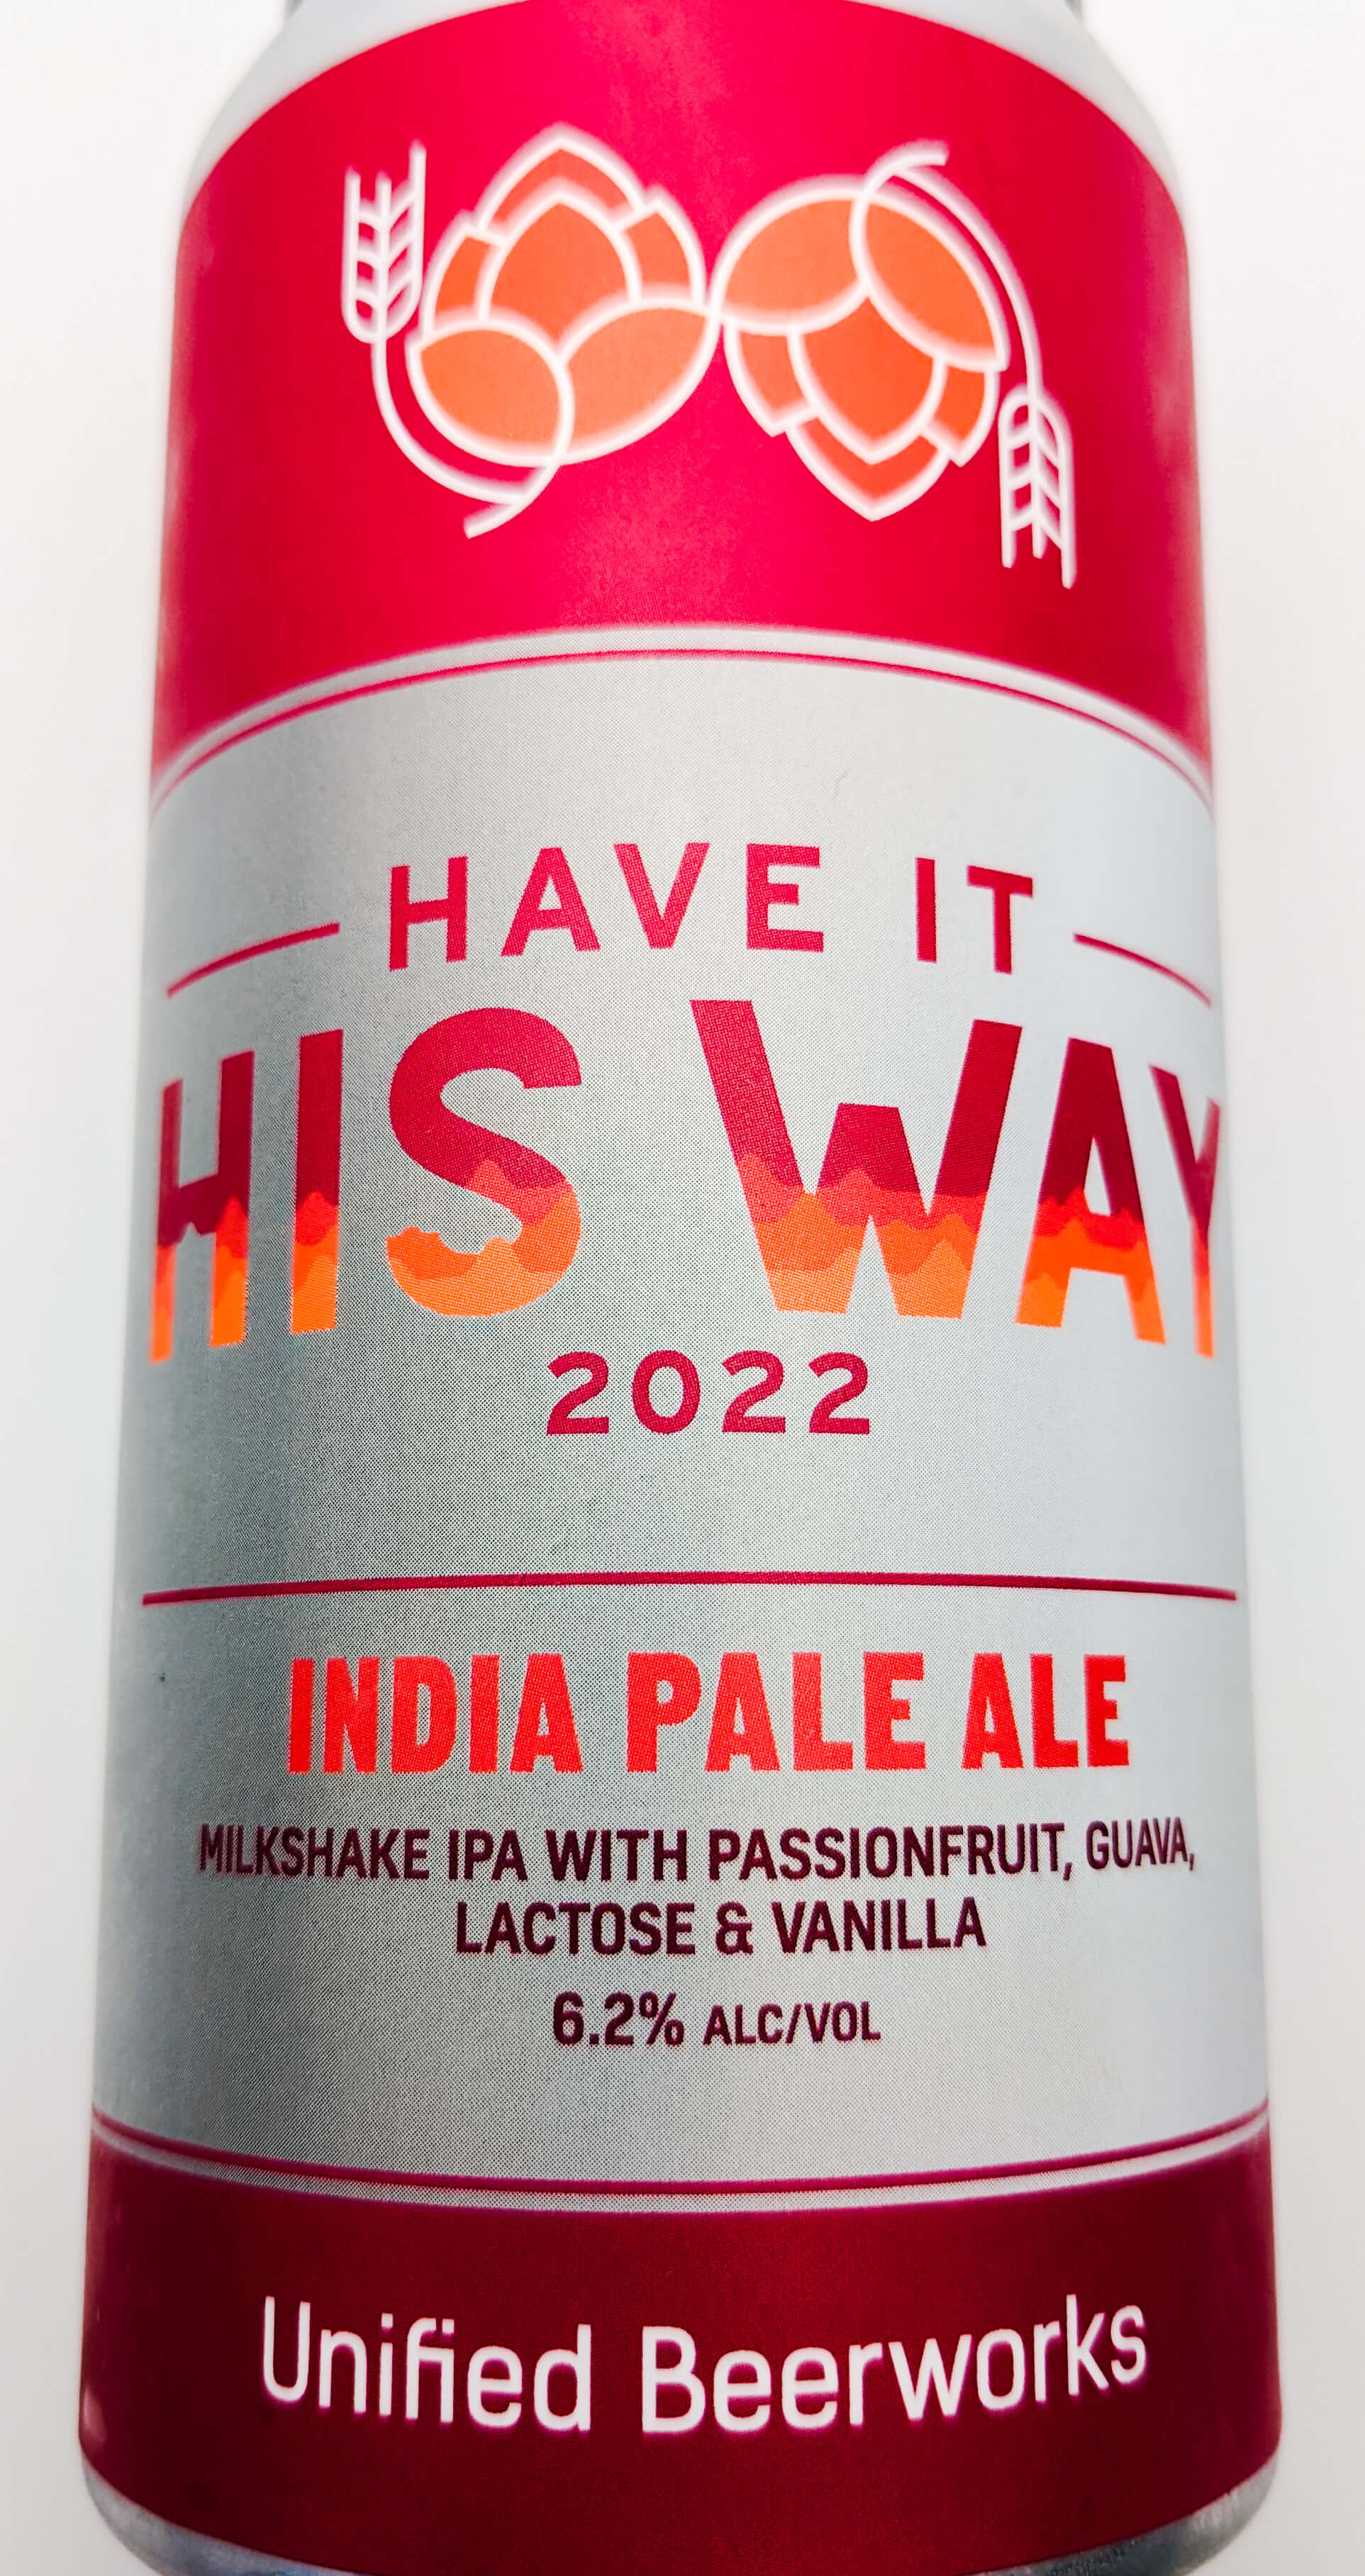 HAVE IT
HIS WAY
2022
INDIA PALE ALE
MILKSHAKE IPA WITH PASSIONFRUIT, GUAVA,
LACTOSE & VANILLA
6.2% ALC/VOL
Unified Beerworks